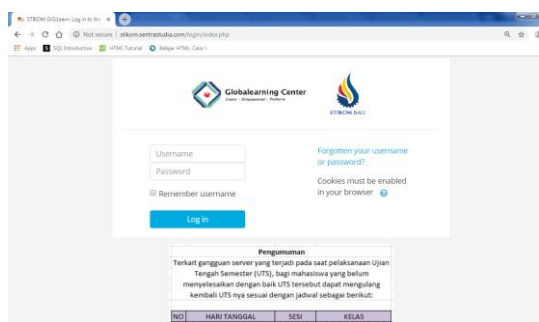 STIKOM DiGiLearn: Log in to the
Not secure | stikom.sentrastudia.com/login/index.php
Apps SQL Introduction HTML Tutorial Belajar HTML: Cara
Globalearning Center
Learn - Empowerment - Perform
STIKOM BALI
Username
Password
Remember username
Log in
Forgotten your username
or password?
Cookies must be enabled
in your browser
Pengumuman
Terkait gangguan server yang terjadi pada saat pelaksanaan Ujian
Tengah Semester (UTS), bagi mahasiswa yang belum
menyelesaikan dengan baik UTS tersebut dapat mengulang
kembali UTS nya sesuai dengan jadwal sebagai berikut:
NO HARI TANGGAL SESI KELAS